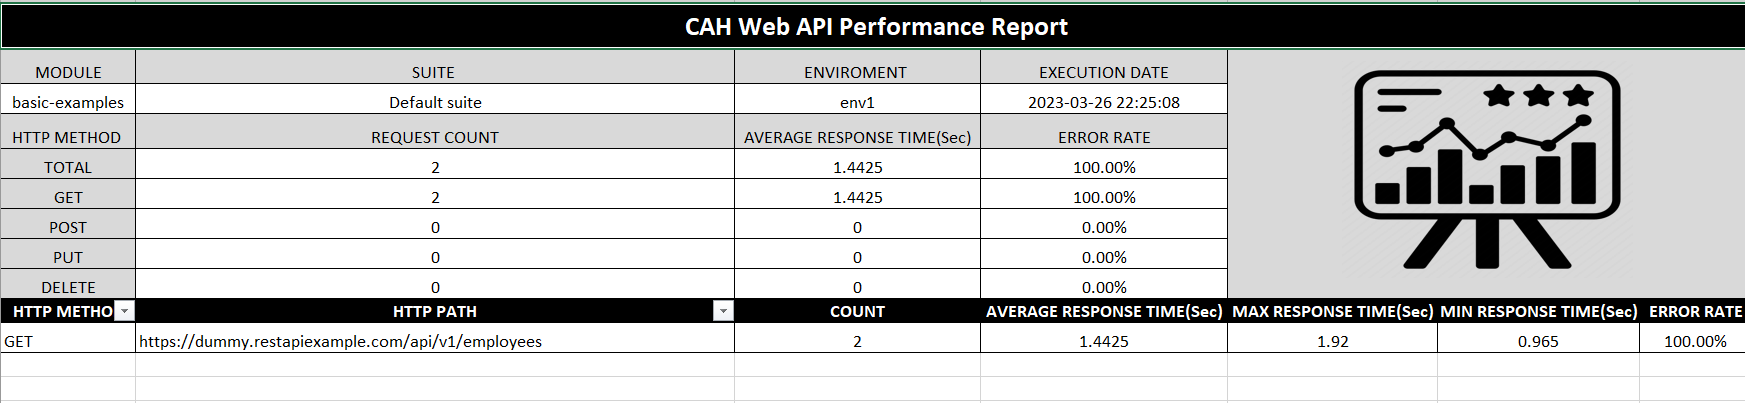 CAH Web API Performance Report
MODULE SUITE ENVIROMENT EXECUTION DATE
basic-examples Default suite env1 2023-03-26 22:25:08
HTTP METHOD REQUEST COUNT AVERAGE RESPONSE TIME(Sec) ERROR RATE
TOTAL 2 1.4425 100.00%
GET 2 1.4425 100.00%
POST 0 0 0.00%
PUT 0 0 0.00%
DELETE 0 0 0.00%
HTTP METHO HTTP PATH COUNT AVERAGE RESPONSE TIME(Sec) MAX RESPONSE TIME(Sec) MIN RESPONSE TIME(Sec) ERROR RATE
GET https://dummy.restapiexample.com/api/v1/employees 2 1.4425 1.92 0.965 100.00%